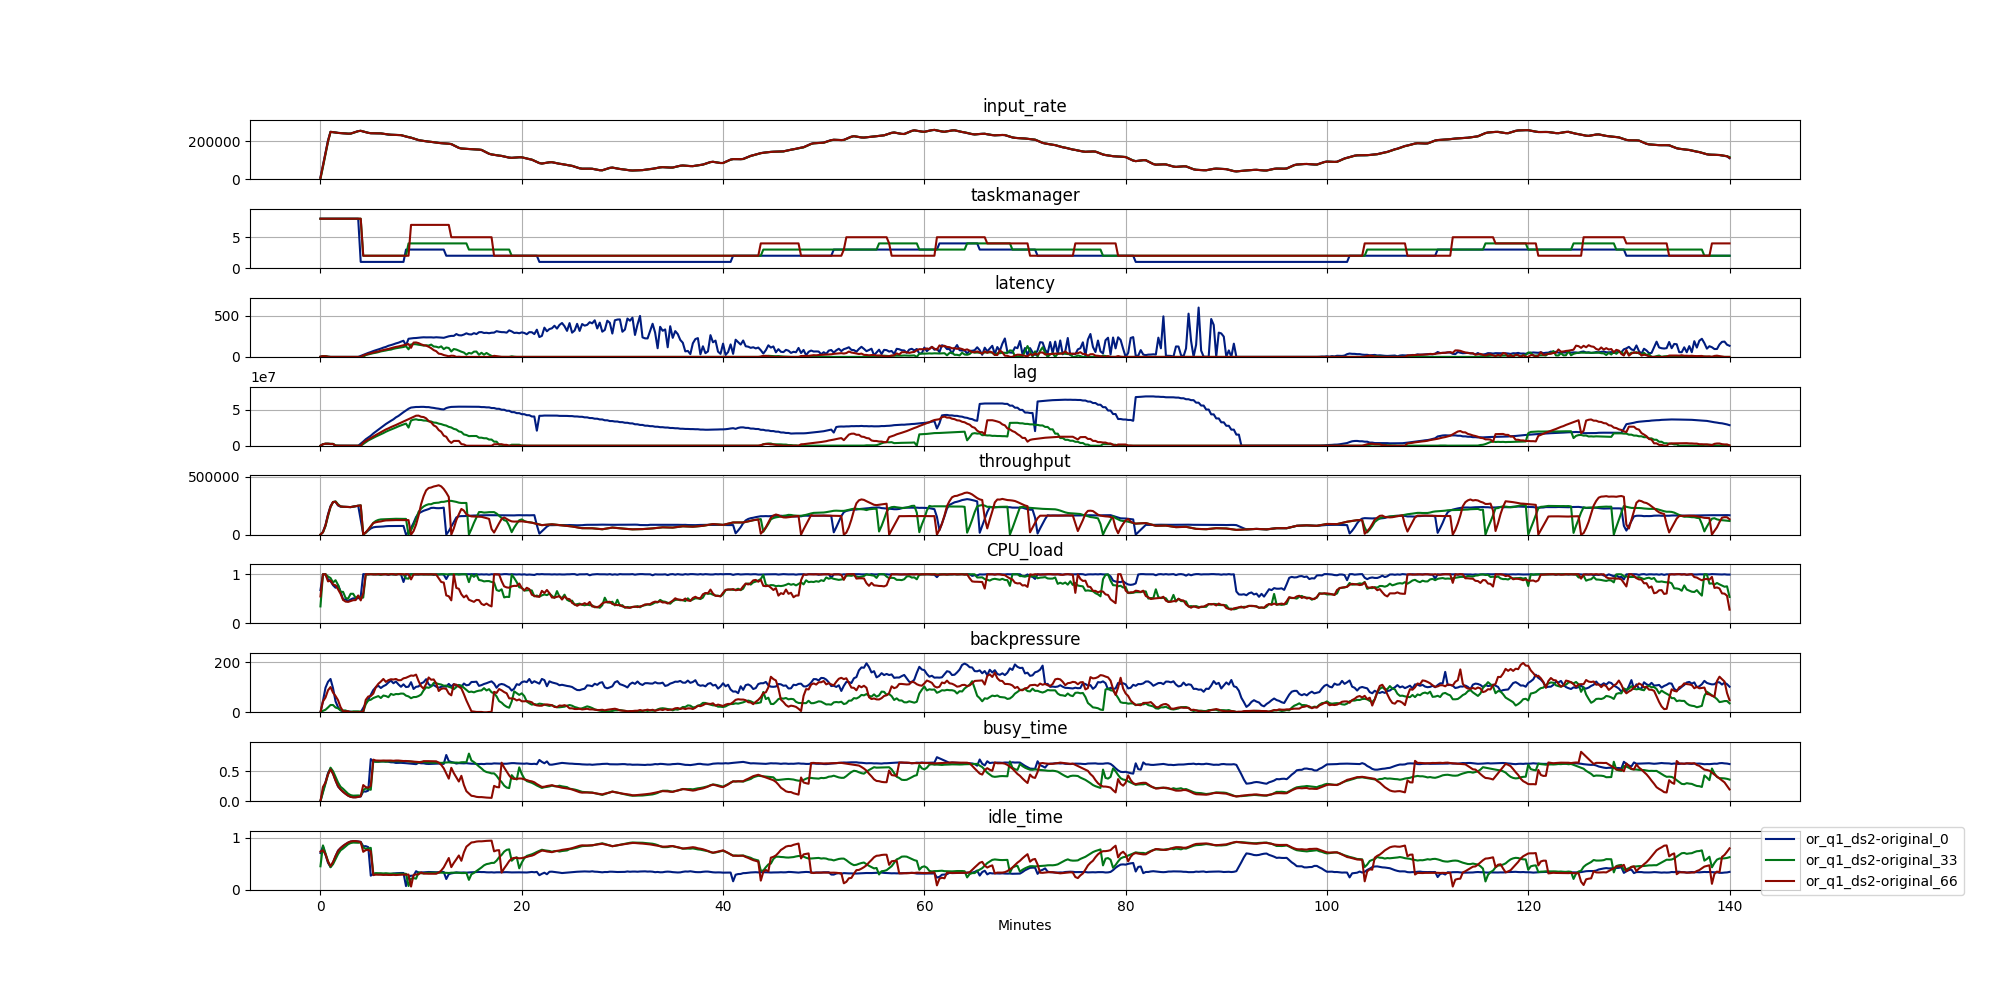 input_rate
200000
0
taskmanager
5
0
latency
500
0
1e7
lag
5
0
throughput
500000
0
CPU_load
1
0
backpressure
200
0
busy_time
0.5
0.0
idle_time
1
0
0 20 40 60 80 100 120 140
Minutes
or_q1_ds2-original_0
or_q1_ds2-original_33
or_q1_ds2-original_66